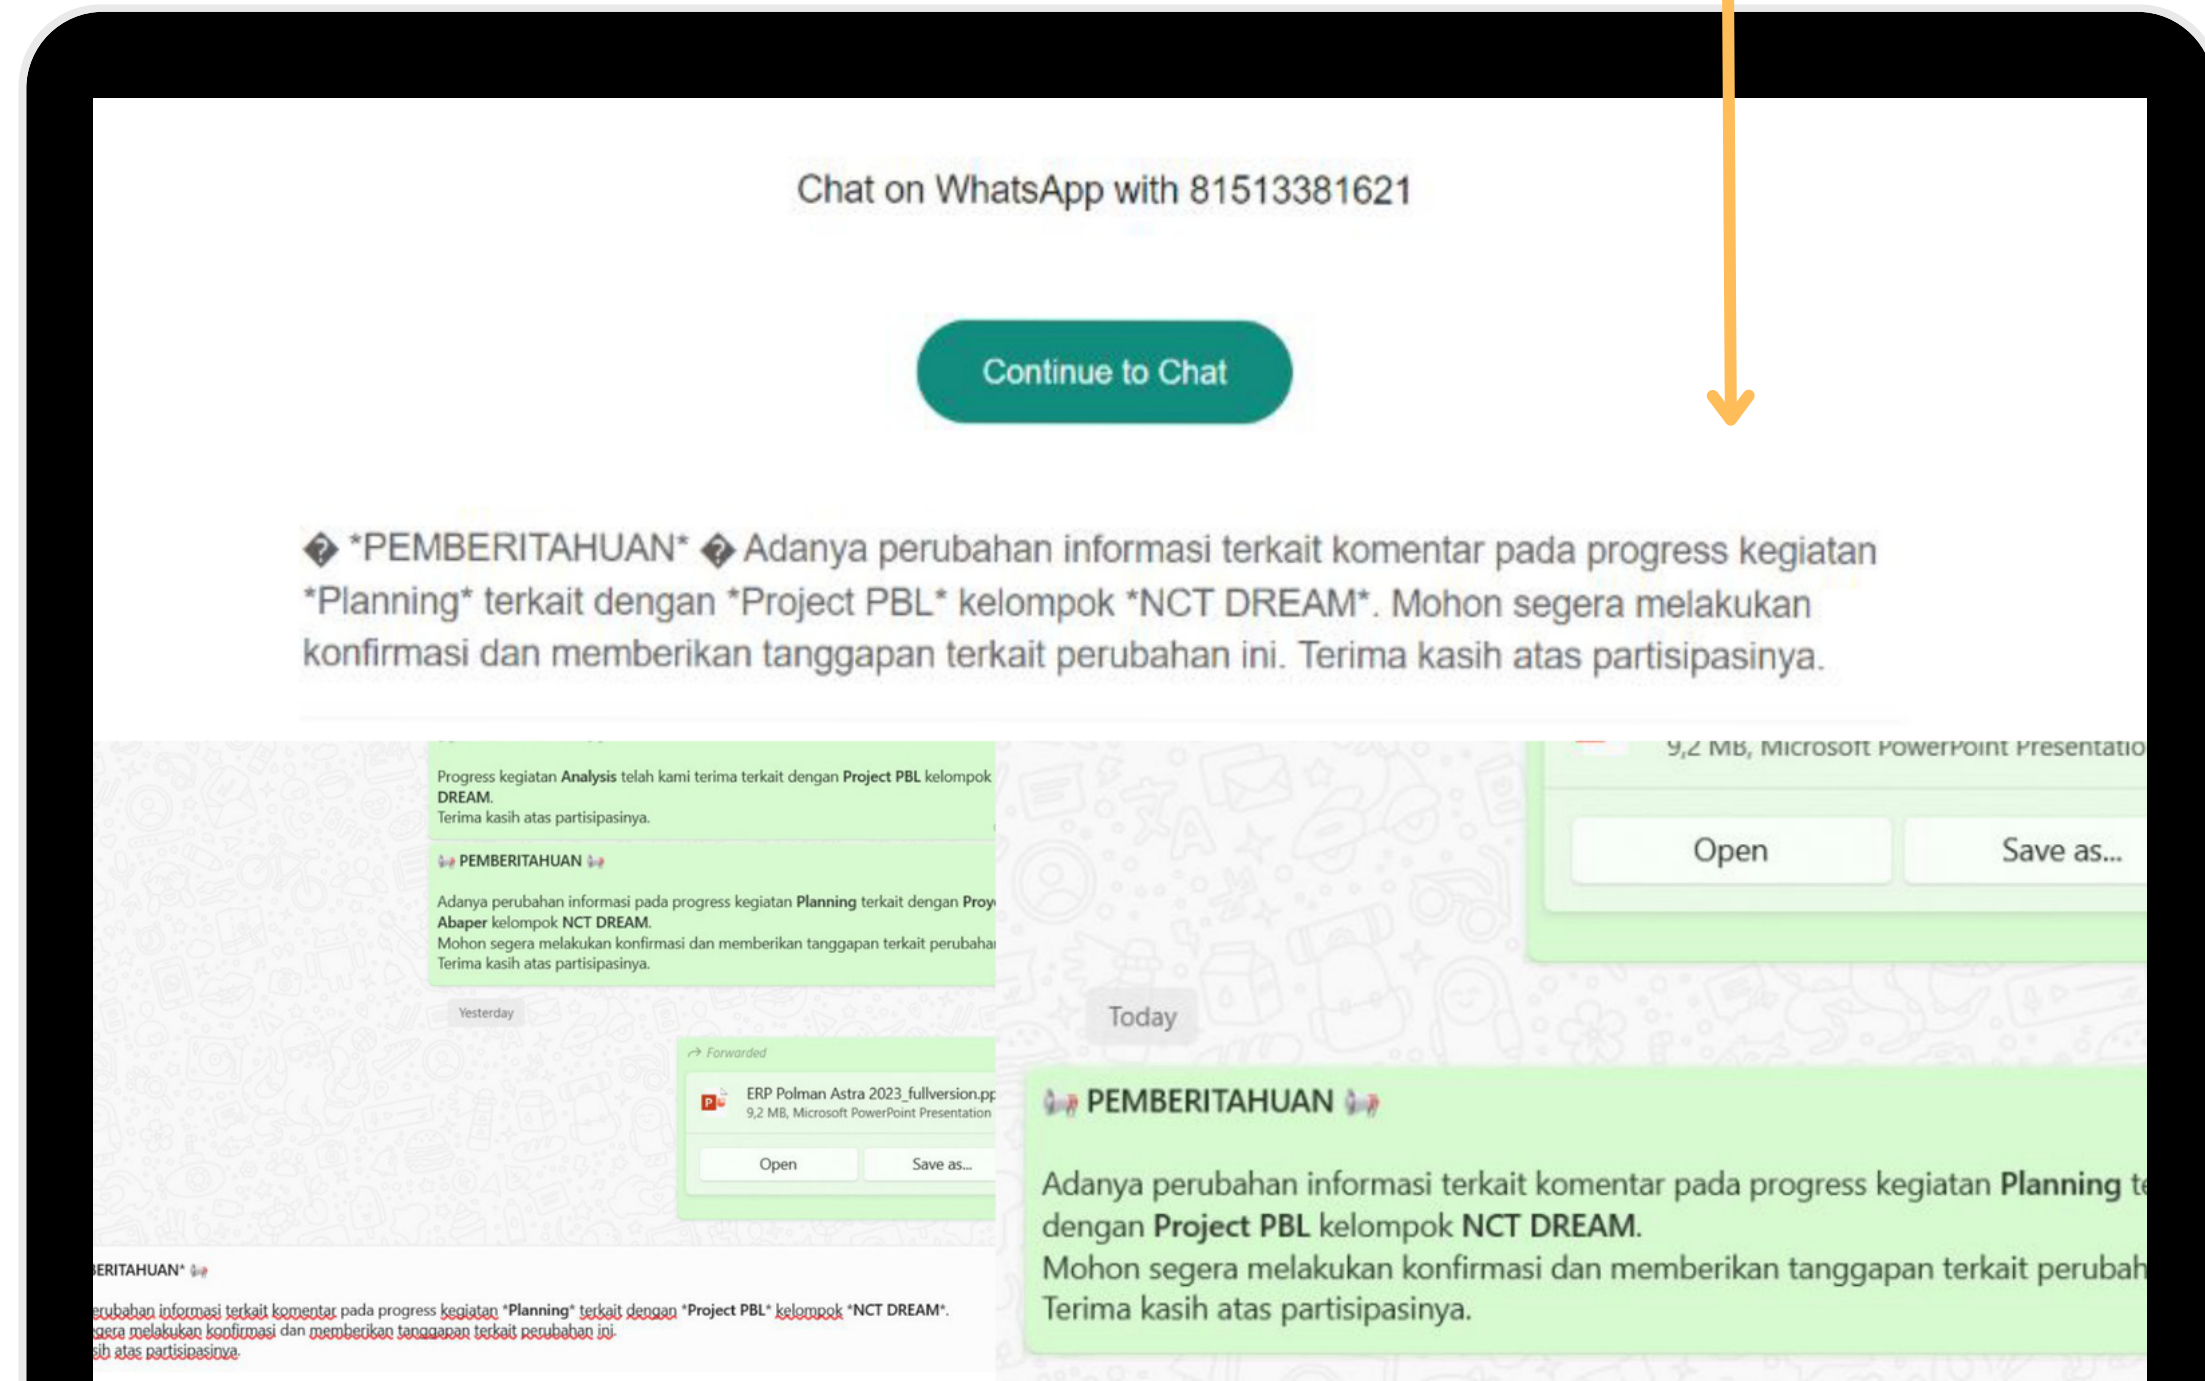 Chat on WhatsApp with 81513381621
Continue to Chat
� *PEMBERITAHUAN* � Adanya perubahan informasi terkait komentar pada progress kegiatan
*Planning* terkait dengan *Project PBL* kelompok *NCT DREAM*. Mohon segera melakukan
konfirmasi dan memberikan tanggapan terkait perubahan ini. Terima kasih atas partisipasinya.
Progress kegiatan Analysis telah kami terima terkait dengan Project PBL kelompok
DREAM.
Terima kasih atas partisipasinya.
PEMBERITAHUAN
Adanya perubahan informasi pada progress kegiatan Planning terkait dengan Proy
Abaper kelompok NCT DREAM.
Mohon segera melakukan konfirmasi dan memberikan tanggapan terkait perubaha
Terima kasih atas partisipasinya.
Yesterday
Forwarded
ERP Polman Astra 2023_fullversion.pp
9,2 MB, Microsoft PowerPoint Presentation
Open
Save as...
BERITAHUAN*
erubahan informasi terkait komentar pada progress kegiatan *Planning* terkait dengan *Project PBL* kelompok *NCT DREAM*.
gera melakukan konfirmasi dan memberikan tanggapan terkait perubahan ini.
sih atas partisipasinya.
9,2 MB, Microsoft PowerPoint Presentatio
Open
Save as...
Today
PEMBERITAHUAN
Adanya perubahan informasi terkait komentar pada progress kegiatan Planning te
dengan Project PBL kelompok NCT DREAM.
Mohon segera melakukan konfirmasi dan memberikan tanggapan terkait perubah
Terima kasih atas partisipasinya.